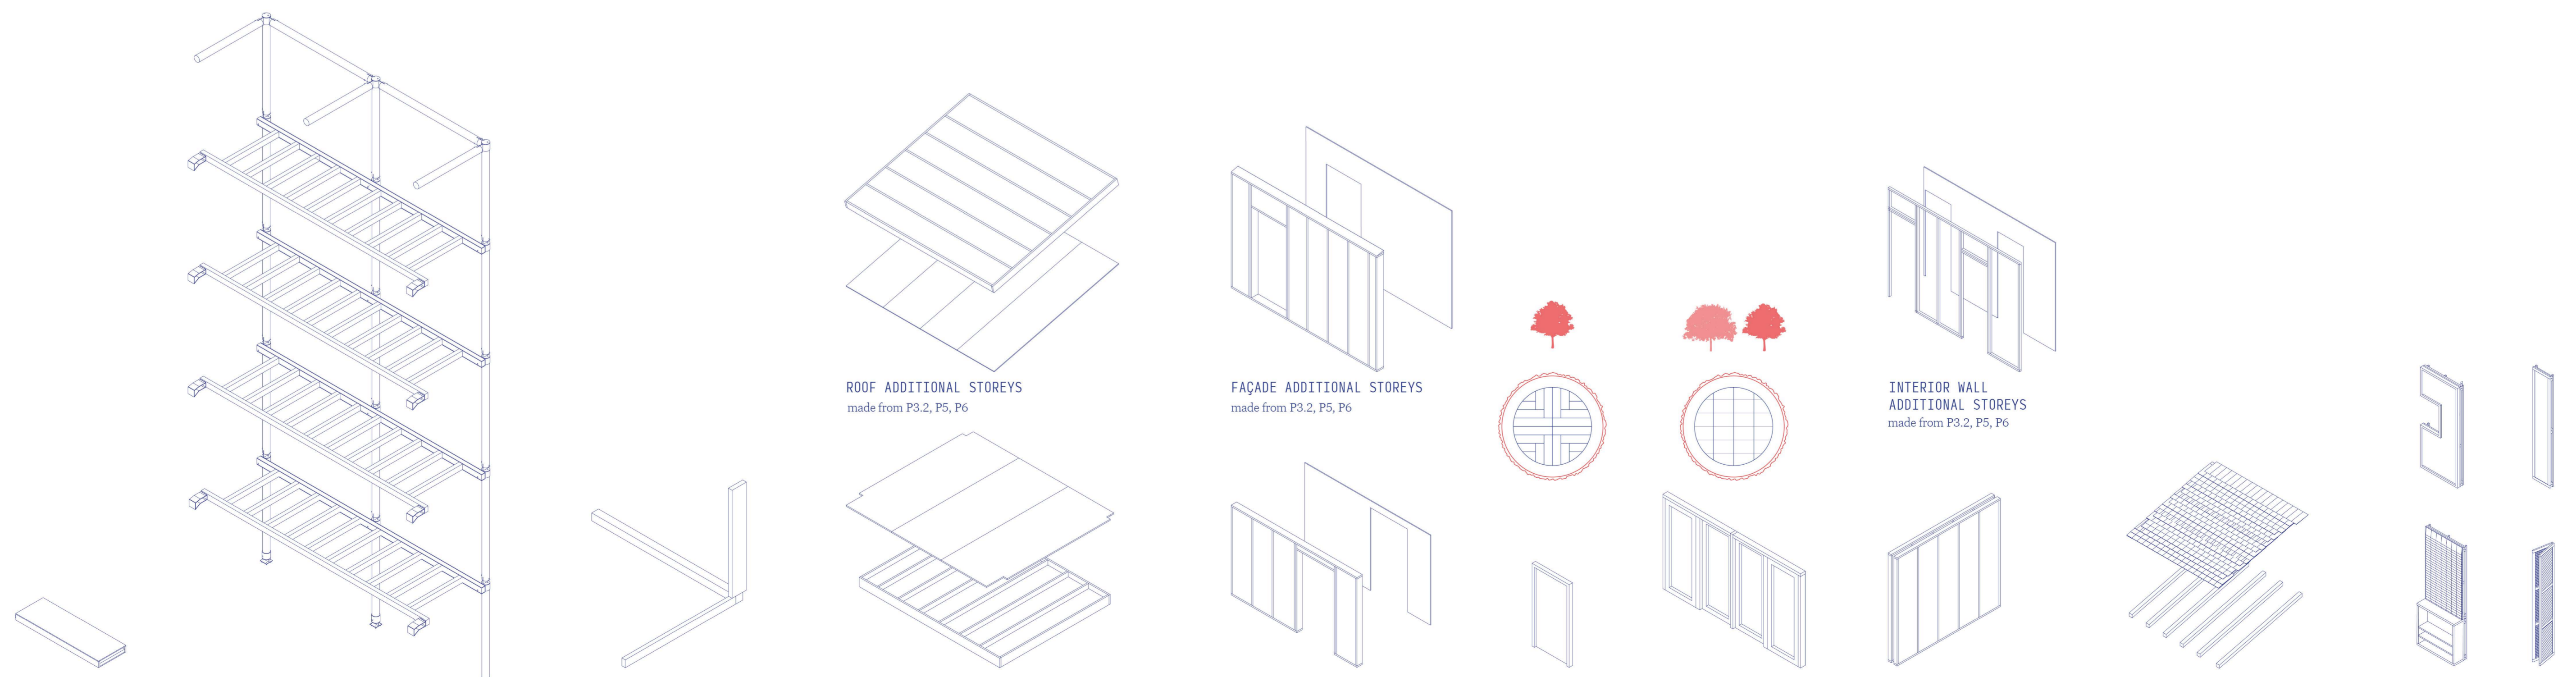 ROOF ADDITIONAL STOREYS
made from P3.2, P5, P6
FAÇADE ADDITIONAL STOREYS
made from P3.2, P5, P6
INTERIOR WALL
ADDITIONAL STOREYS
made from P3.2, P5, P6